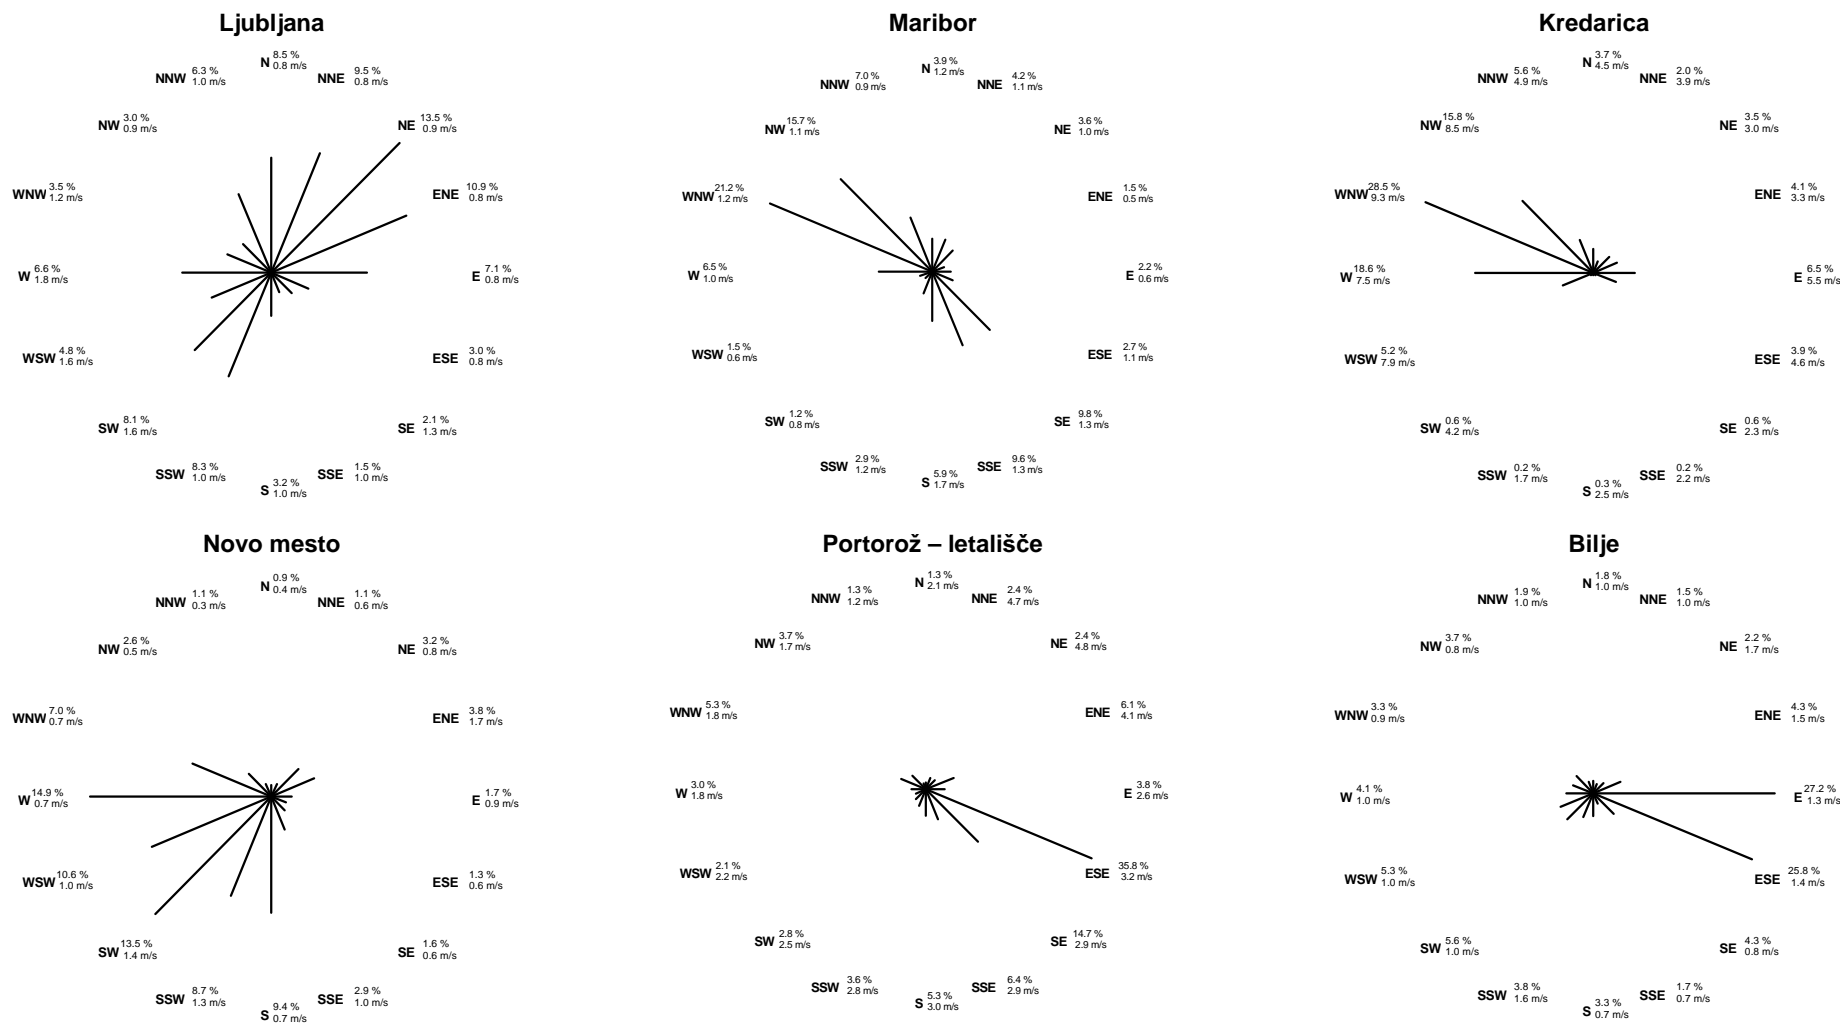 Ljubljana
N 8.5 %
0.8 m/s
NNE 9.5 %
0.8 m/s
NE 13.5 %
0.9 m/s
ENE 10.9 %
0.8 m/s
E 7.1 %
0.8 m/s
ESE 3.0 %
0.8 m/s
SE 2.1 %
1.3 m/s
SSE 1.5 %
1.0 m/s
S 3.2 %
1.0 m/s
SSW 8.3 %
1.0 m/s
SW 8.1 %
1.6 m/s
WSW 4.8 %
1.6 m/s
W 6.6 %
1.8 m/s
WNW 3.5 %
1.2 m/s
NW 3.0 %
0.9 m/s
NNW 6.3 %
1.0 m/s
Maribor
N 3.9 %
1.2 m/s
NNE 4.2 %
1.1 m/s
NE 3.6 %
1.0 m/s
ENE 1.5 %
0.5 m/s
E 2.2 %
0.6 m/s
ESE 2.7 %
1.1 m/s
SE 9.8 %
1.3 m/s
SSE 9.6 %
1.3 m/s
S 5.9 %
1.7 m/s
SSW 2.9 %
1.2 m/s
SW 1.2 %
0.8 m/s
WSW 1.5 %
0.6 m/s
W 6.5 %
1.0 m/s
WNW 21.2 %
1.2 m/s
NW 15.7 %
1.1 m/s
NNW 7.0 %
0.9 m/s
Kredarica
N 3.7 %
4.5 m/s
NNE 2.0 %
3.9 m/s
NE 3.5 %
3.0 m/s
ENE 4.1 %
3.3 m/s
E 6.5 %
5.5 m/s
ESE 3.9 %
4.6 m/s
SE 0.6 %
2.3 m/s
SSE 0.2 %
2.2 m/s
S 0.3 %
2.5 m/s
SSW 0.2 %
1.7 m/s
SW 0.6 %
4.2 m/s
WSW 5.2 %
7.9 m/s
W 18.6 %
7.5 m/s
WNW 28.5 %
9.3 m/s
NW 15.8 %
8.5 m/s
NNW 5.6 %
4.9 m/s
Novo mesto
N 0.9 %
0.4 m/s
NNE 1.1 %
0.6 m/s
NE 3.2 %
0.8 m/s
ENE 3.8 %
1.7 m/s
E 1.7 %
0.9 m/s
ESE 1.3 %
0.6 m/s
SE 1.6 %
0.6 m/s
SSE 2.9 %
1.0 m/s
S 9.4 %
0.7 m/s
SSW 8.7 %
1.3 m/s
SW 13.5 %
1.4 m/s
WSW 10.6 %
1.0 m/s
W 14.9 %
0.7 m/s
WNW 7.0 %
0.7 m/s
NW 2.6 %
0.5 m/s
NNW 1.1 %
0.3 m/s
Portorož – letališče
N 1.3 %
2.1 m/s
NNE 2.4 %
4.7 m/s
NE 2.4 %
4.8 m/s
ENE 6.1 %
4.1 m/s
E 3.8 %
2.6 m/s
ESE 35.8 %
3.2 m/s
SE 14.7 %
2.9 m/s
SSE 6.4 %
2.9 m/s
S 5.3 %
3.0 m/s
SSW 3.6 %
2.8 m/s
SW 2.8 %
2.5 m/s
WSW 2.1 %
2.2 m/s
W 3.0 %
1.8 m/s
WNW 5.3 %
1.8 m/s
NW 3.7 %
1.7 m/s
NNW 1.3 %
1.2 m/s
Bilje
N 1.8 %
1.0 m/s
NNE 1.5 %
1.0 m/s
NE 2.2 %
1.7 m/s
ENE 4.3 %
1.5 m/s
E 27.2 %
1.3 m/s
ESE 25.8 %
1.4 m/s
SE 4.3 %
0.8 m/s
SSE 1.7 %
0.7 m/s
S 3.3 %
0.7 m/s
SSW 3.8 %
1.6 m/s
SW 5.6 %
1.0 m/s
WSW 5.3 %
1.0 m/s
W 4.1 %
1.0 m/s
WNW 3.3 %
0.9 m/s
NW 3.7 %
0.8 m/s
NNW 1.9 %
1.0 m/s